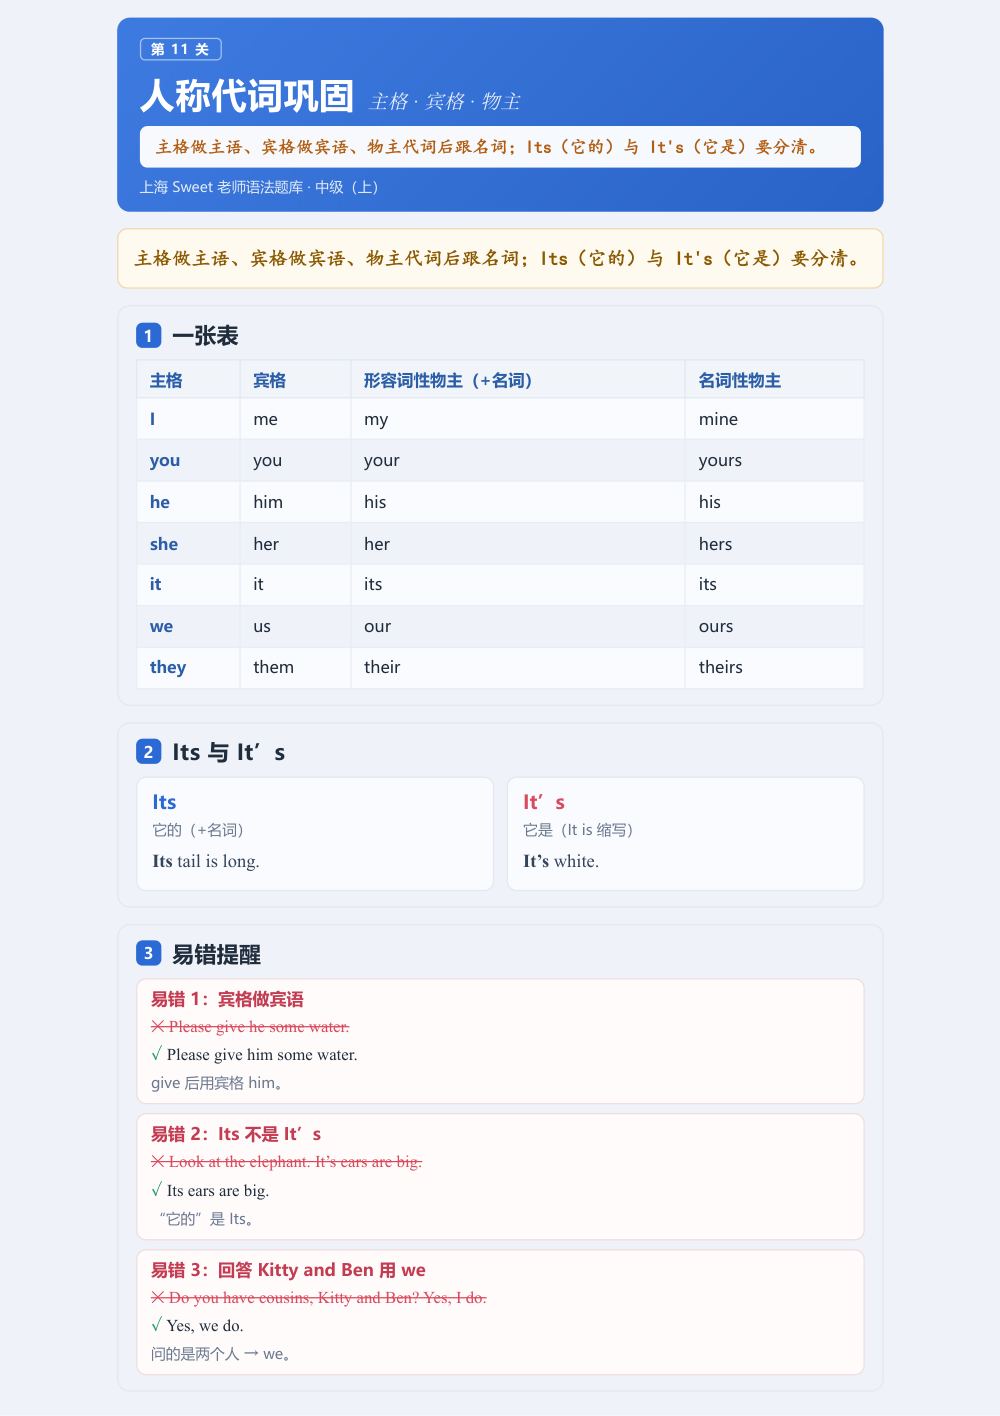 第 11 关
人称代词巩固 主格 · 宾格 · 物主
主格做主语、宾格做宾语、物主代词后跟名词；Its（它的）与 It's（它是）要分清。
上海 Sweet 老师语法题库 · 中级（上）
主格做主语、宾格做宾语、物主代词后跟名词；Its（它的）与 It's（它是）要分清。
1 一张表
主格 宾格 形容词性物主（+名词） 名词性物主
I me my mine
you you your yours
he him his his
she her her hers
it it its its
we us our ours
they them their theirs
2 Its 与 It’s
Its
它的（+名词）
Its tail is long.
It’s
它是（It is 缩写）
It’s white.
3 易错提醒
易错 1：宾格做宾语
✕ Please give he some water.
√ Please give him some water.
give 后用宾格 him。
易错 2：Its 不是 It’s
✕ Look at the elephant. It’s ears are big.
√ Its ears are big.
“它的”是 Its。
易错 3：回答 Kitty and Ben 用 we
✕ Do you have cousins, Kitty and Ben? Yes, I do.
√ Yes, we do.
问的是两个人 → we。